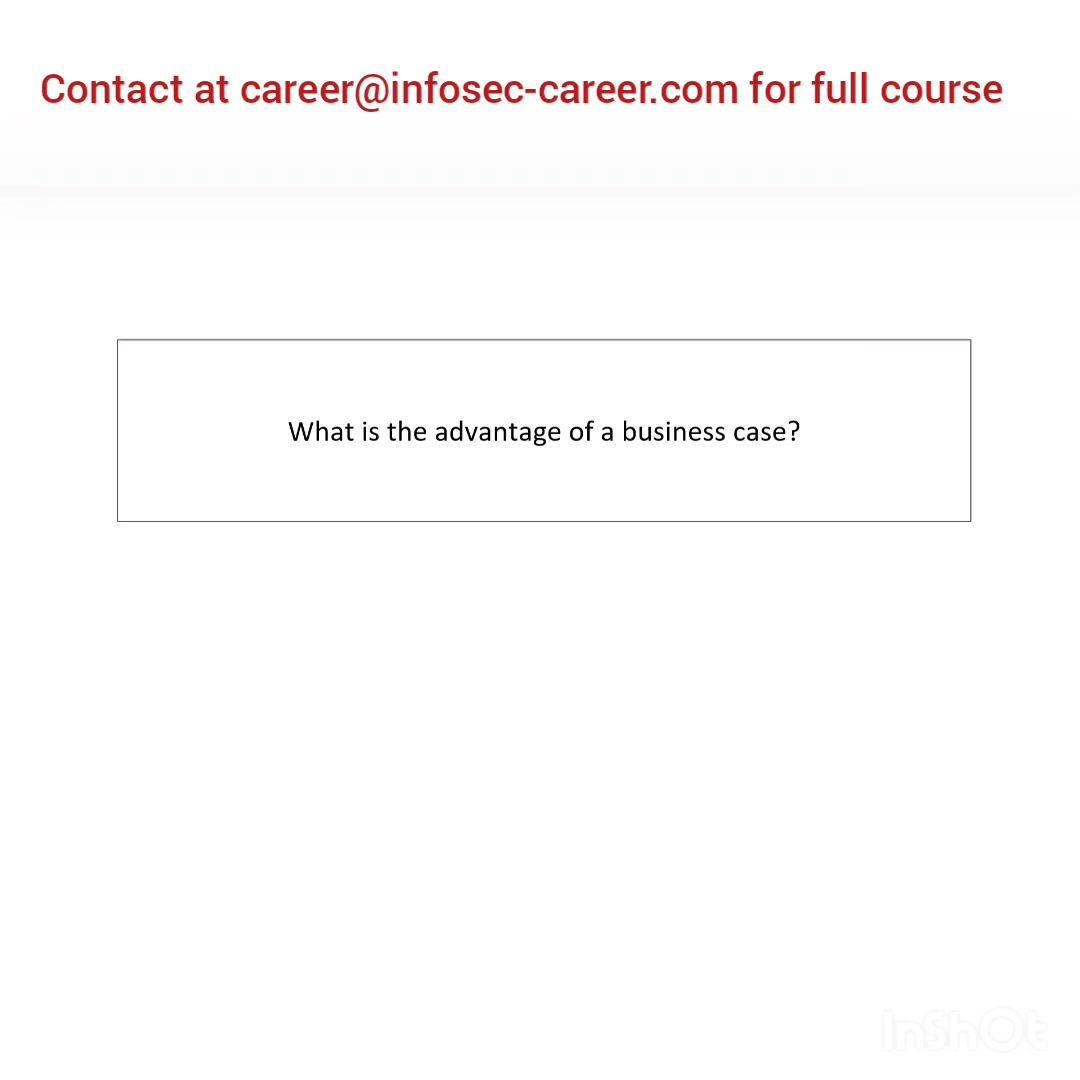 Contact at career@infosec-career.com for full course
What is the advantage of a business case?
InShOt